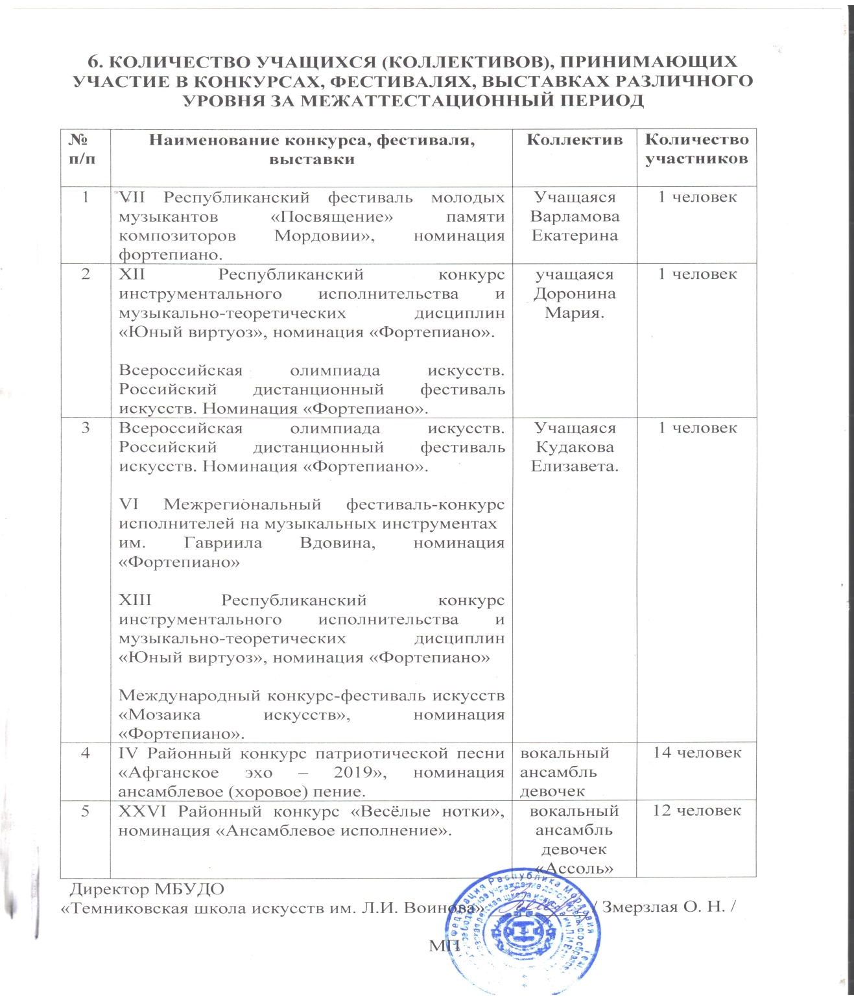 6. КОЛИЧЕСТВО УЧАЩИХСЯ (КОЛЛЕКТИВОВ), ПРИНИМАЮЩИХ
УЧАСТИЕ В КОНКУРСАХ, ФЕСТИВАЛЯХ, ВЫСТАВКАХ РАЗЛИЧНОГО
УРОВНЯ ЗА МЕЖАТТЕСТАЦИОННЫЙ ПЕРИОД
№ Наименование конкурса, фестиваля, Коллектив Количество
п/п выставки участников
1 VII Республиканский фестиваль молодых Учащаяся 1 человек
музыкантов «Посвящение» памяти Варламова
композиторов Мордовии», номинация Екатерина
фортепиано.
2 XII Республиканский конкурс учащаяся 1 человек
инструментального исполнительства и Доронина
музыкально-теоретических дисциплин Мария.
«Юный виртуоз», номинация «Фортепиано».
Всероссийская олимпиада искусств.
Российский дистанционный фестиваль
искусств. Номинация «Фортепиано».
3 Всероссийская олимпиада искусств. Учащаяся 1 человек
Российский дистанционный фестиваль Кудакова
искусств. Номинация «Фортепиано». Елизавета.
VI Межрегиональный фестиваль-конкурс
исполнителей на музыкальных инструментах
им. Гавриила Вдовина, номинация
«Фортепиано»
XIII Республиканский конкурс
инструментального исполнительства и
музыкально-теоретических дисциплин
«Юный виртуоз», номинация «Фортепиано»
Международный конкурс-фестиваль искусств
«Мозаика искусств», номинация
«Фортепиано».
4 IV Районный конкурс патриотической песни вокальный 14 человек
«Афганское эхо – 2019», номинация ансамбль
ансамблевое (хоровое) пение. девочек
5 XXVI Районный конкурс «Весёлые нотки», вокальный 12 человек
номинация «Ансамблевое исполнение». ансамбль
девочек
«Ассоль»
Директор МБУДО
«Темниковская школа искусств им. Л.И. Воинова» / Змерзлая О. Н. /
МП
Республика Мордовия